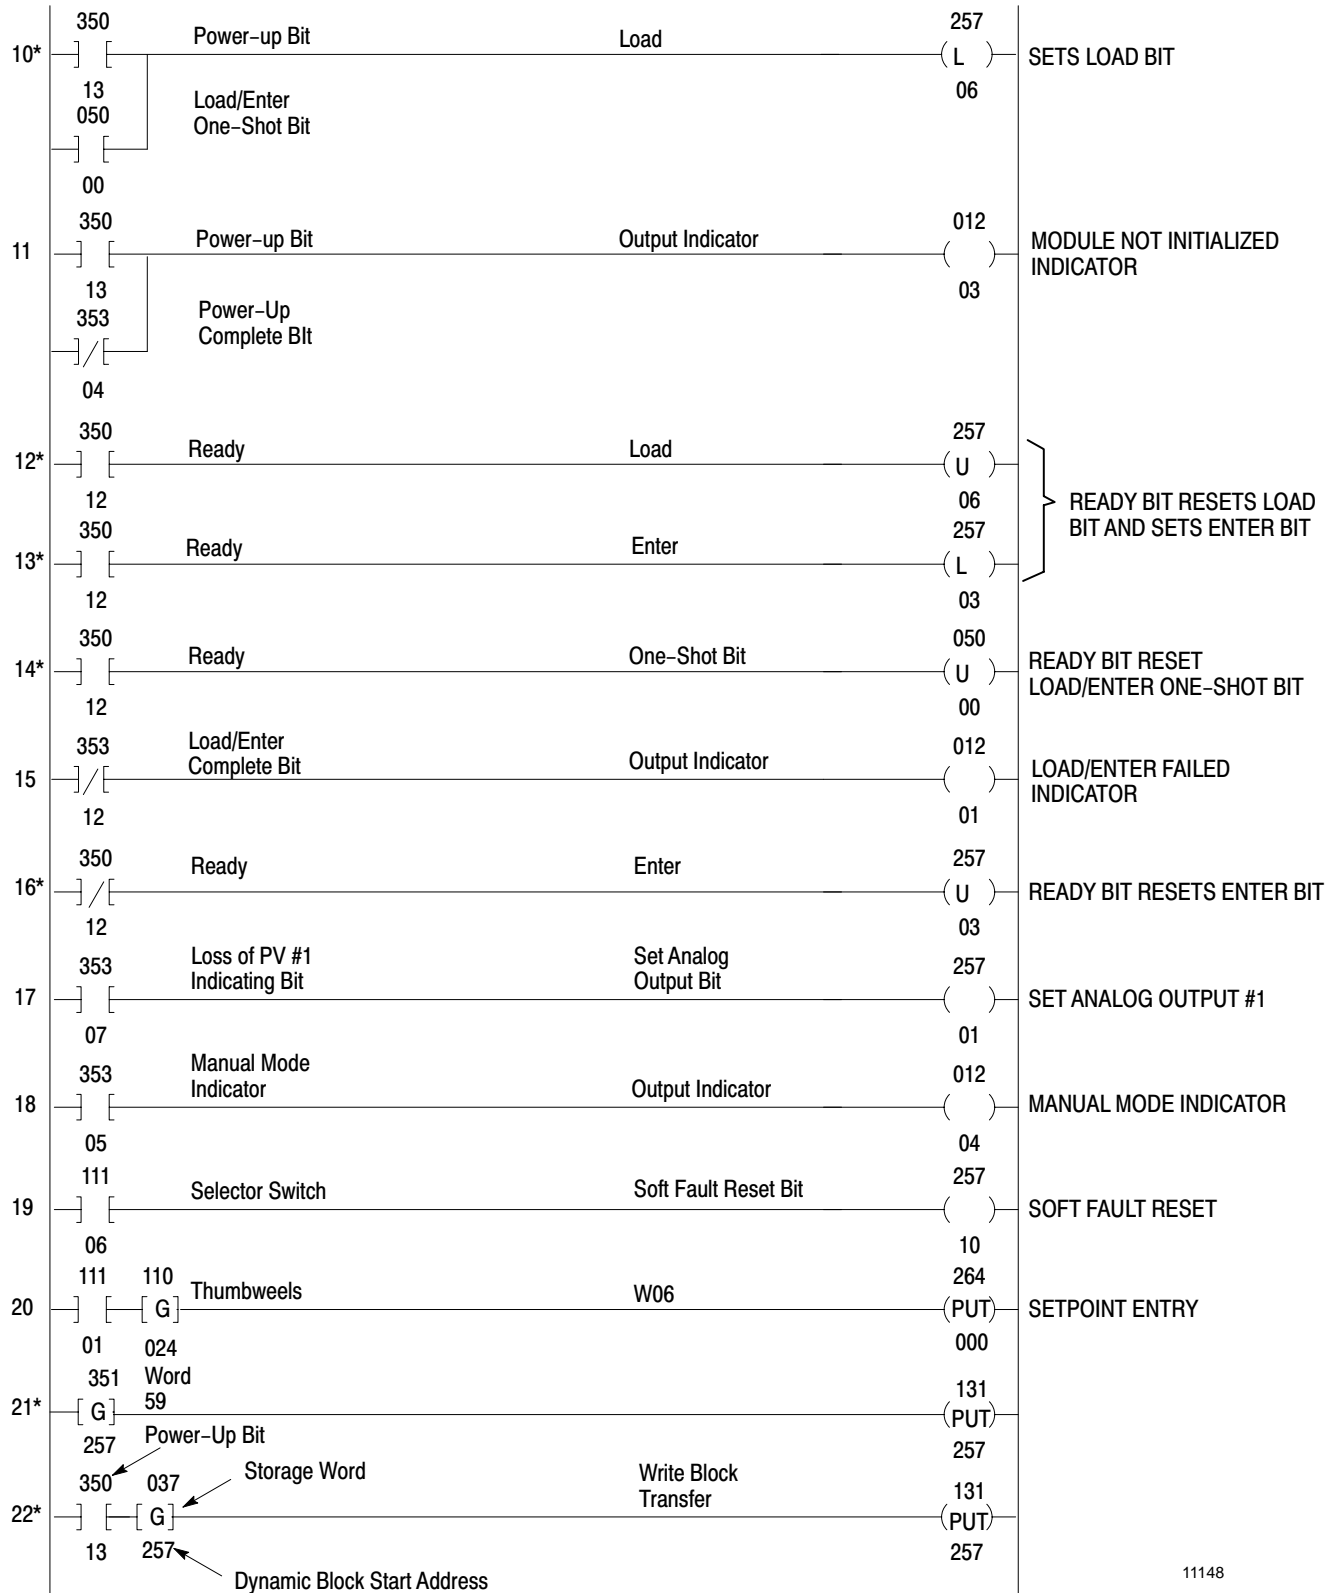 350
Power-up Bit
Load
257
10*
] [
( L )
SETS LOAD BIT
13
06
050
Load/Enter
One-Shot Bit
] [
00
350
Power-up Bit
Output Indicator
012
11
] [
( )
MODULE NOT INITIALIZED
INDICATOR
13
03
353
Power-Up
Complete BIt
]/[
04
350
Ready
Load
257
12*
] [
( U )
12
06
READY BIT RESETS LOAD
BIT AND SETS ENTER BIT
350
Ready
Enter
257
13*
] [
( L )
12
03
350
Ready
One-Shot Bit
050
14*
] [
( U )
READY BIT RESET
LOAD/ENTER ONE-SHOT BIT
12
00
353
Load/Enter
Complete Bit
Output Indicator
012
15
]/[
( )
LOAD/ENTER FAILED
INDICATOR
12
01
350
Ready
Enter
257
16*
]/[
( U )
READY BIT RESETS ENTER BIT
12
03
353
Loss of PV #1
Indicating Bit
Set Analog
Output Bit
257
17
] [
( )
SET ANALOG OUTPUT #1
07
01
353
Manual Mode
Indicator
Output Indicator
012
18
] [
( )
MANUAL MODE INDICATOR
05
04
111
Selector Switch
Soft Fault Reset Bit
257
19
] [
( )
SOFT FAULT RESET
06
10
111
110
Thumbweels
W06
264
20
] [
[ G ]
(PUT)
SETPOINT ENTRY
01
024
000
351
Word
59
131
21*
[ G ]
(PUT)
257
257
Power-Up Bit
350
037
Storage Word
Write Block
Transfer
131
22*
] [
[ G ]
(PUT)
13
257
257
Dynamic Block Start Address
11148